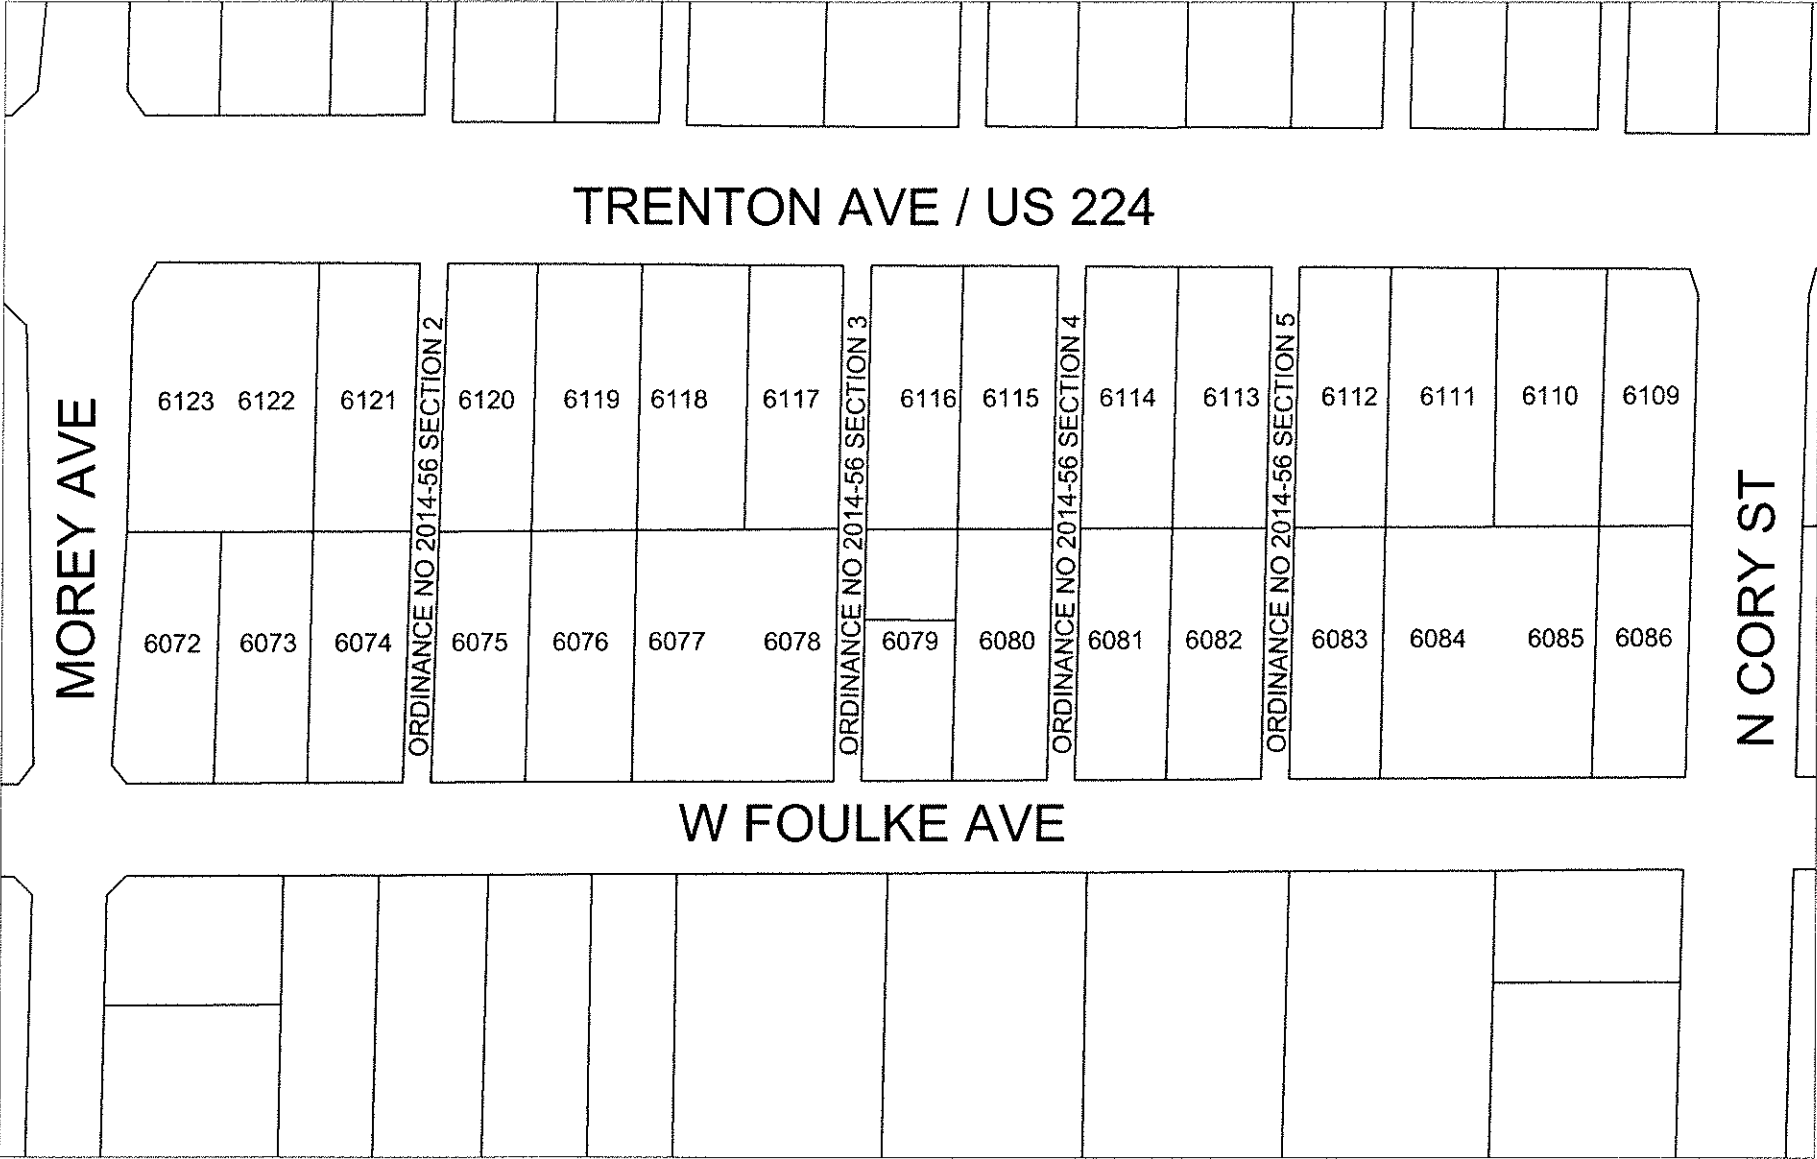 TRENTON AVE / US 224
MOREY AVE
6123 6122 6121 6120 6119 6118 6117 6116 6115 6114 6113 6112 6111 6110 6109
ORDINANCE NO 2014-56 SECTION 2
ORDINANCE NO 2014-56 SECTION 3
ORDINANCE NO 2014-56 SECTION 4
ORDINANCE NO 2014-56 SECTION 5
N CORY ST
6072 6073 6074 6075 6076 6077 6078 6079 6080 6081 6082 6083 6084 6085 6086
W FOULKE AVE